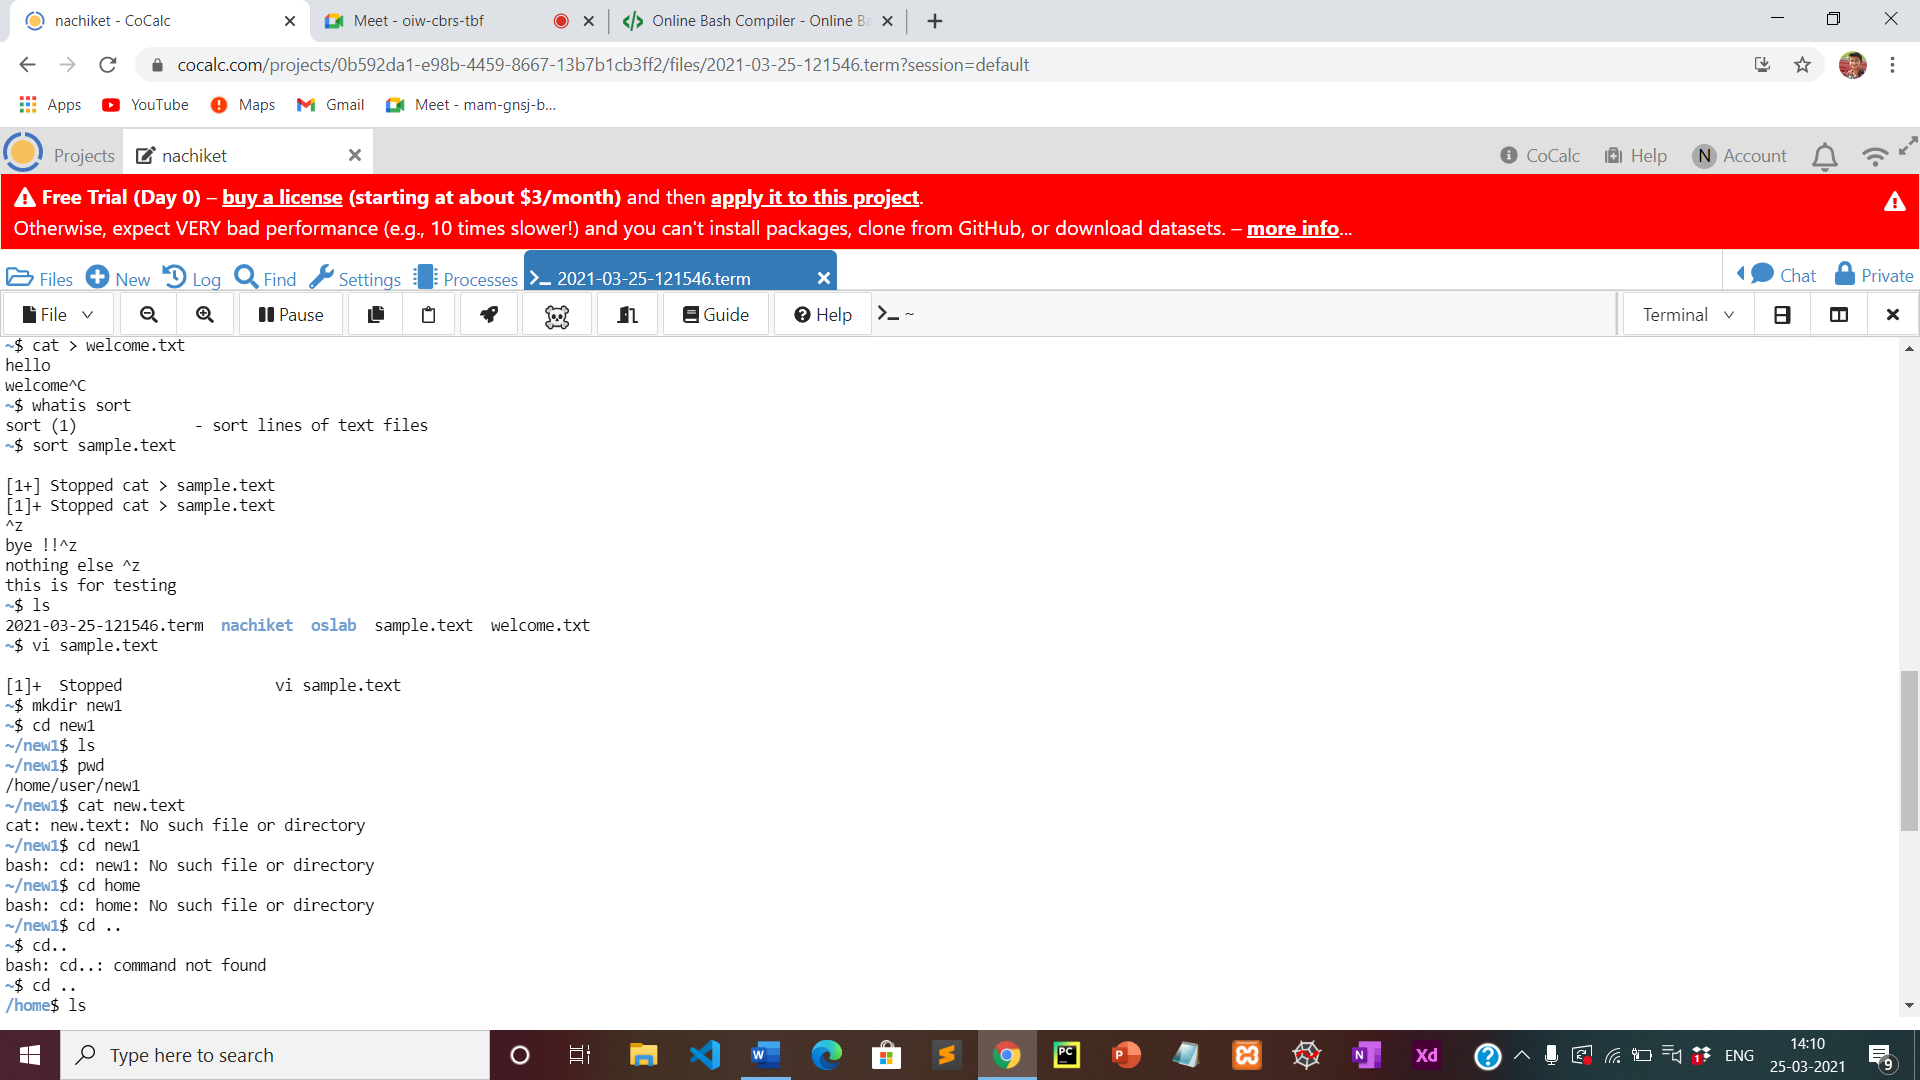 nachiket - CoCalc
Meet - oiw-cbrs-tbf
Online Bash Compiler - Online Ba
cocalc.com/projects/0b592da1-e98b-4459-8667-13b7b1cb3ff2/files/2021-03-25-121546.term?session=default
Apps YouTube Maps Gmail Meet - mam-gnsj-b...
Projects nachiket CoCalc Help N Account
Free Trial (Day 0) – buy a license (starting at about $3/month) and then apply it to this project.
Otherwise, expect VERY bad performance (e.g., 10 times slower!) and you can't install packages, clone from GitHub, or download datasets. – more info...
Files New Log Find Settings Processes 2021-03-25-121546.term Chat Private
File Pause Guide Help ~ Terminal
~$ cat > welcome.txt
hello
welcome^C
~$ whatis sort
sort (1)             - sort lines of text files
~$ sort sample.text
[1+] Stopped cat > sample.text
[1]+ Stopped cat > sample.text
^z
bye !!^z
nothing else ^z
this is for testing
~$ ls
2021-03-25-121546.term  nachiket  oslab  sample.text  welcome.txt
~$ vi sample.text
[1]+  Stopped                 vi sample.text
~$ mkdir new1
~$ cd new1
~/new1$ ls
~/new1$ pwd
/home/user/new1
~/new1$ cat new.text
cat: new.text: No such file or directory
~/new1$ cd new1
bash: cd: new1: No such file or directory
~/new1$ cd home
bash: cd: home: No such file or directory
~/new1$ cd ..
~$ cd..
bash: cd..: command not found
~$ cd ..
/home$ ls
Type here to search
W PC P N Xd 1 ENG
14:10
25-03-2021
9